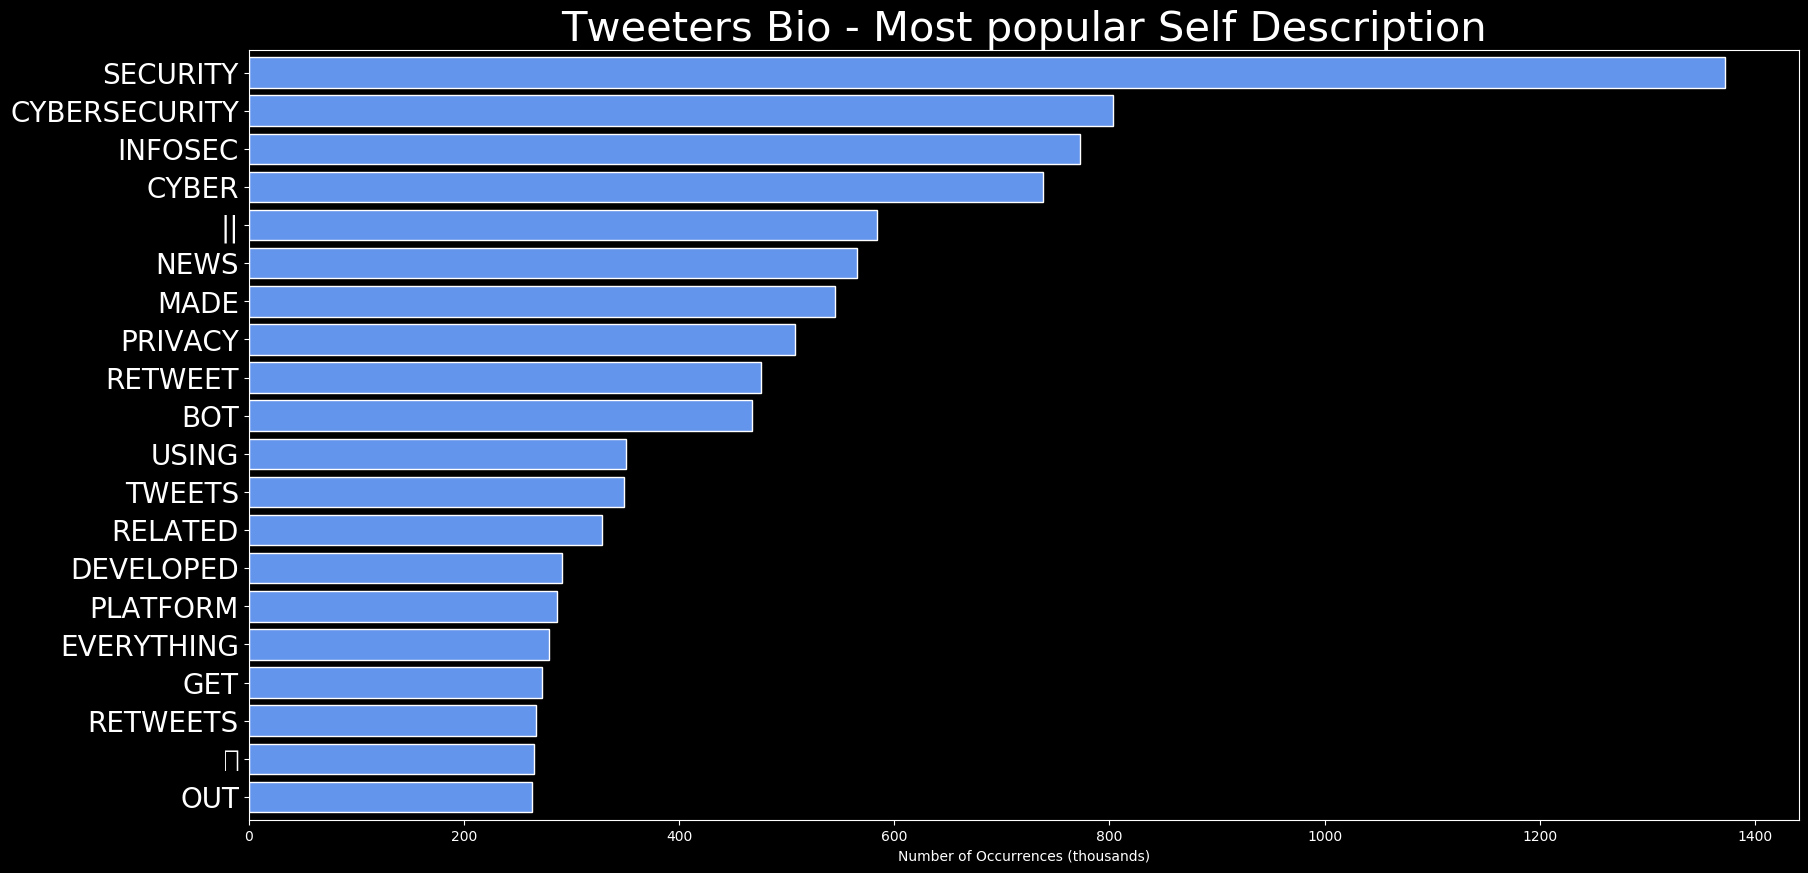 Tweeters Bio - Most popular Self Description
SECURITY
CYBERSECURITY
INFOSEC
CYBER
||
NEWS
MADE
PRIVACY
RETWEET
BOT
USING
TWEETS
RELATED
DEVELOPED
PLATFORM
EVERYTHING
GET
RETWEETS
OUT
0 200 400 600 800 1000 1200 1400
Number of Occurrences (thousands)